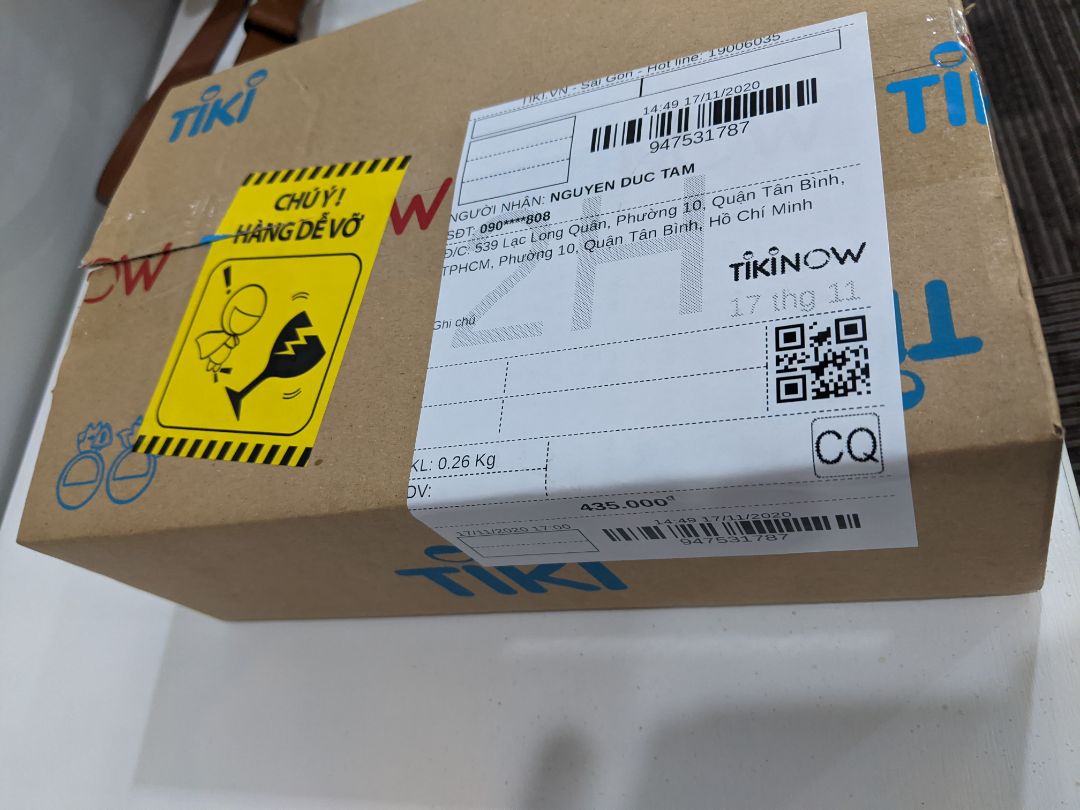 TIKI
TIKI
OW
W
CHÚ Ý!
HÀNG DỄ VỠ
TIKI.VN - Sài Gòn - Hot line: 19006035
14:49 17/11/2020
947531787
NGƯỜI NHẬN: NGUYEN DUC TAM
SĐT: 090****808
Đ/C: 539 Lạc Long Quân, Phường 10, Quận Tân Bình,
TPHCM, Phường 10, Quận Tân Bình, Hồ Chí Minh
2H
TIKINOW
17 thg 11
Ghi chú
KL: 0.26 Kg
DV:
CQ
435.000đ
17/11/2020 17:00
14:49 17/11/2020
947531787
TIKI